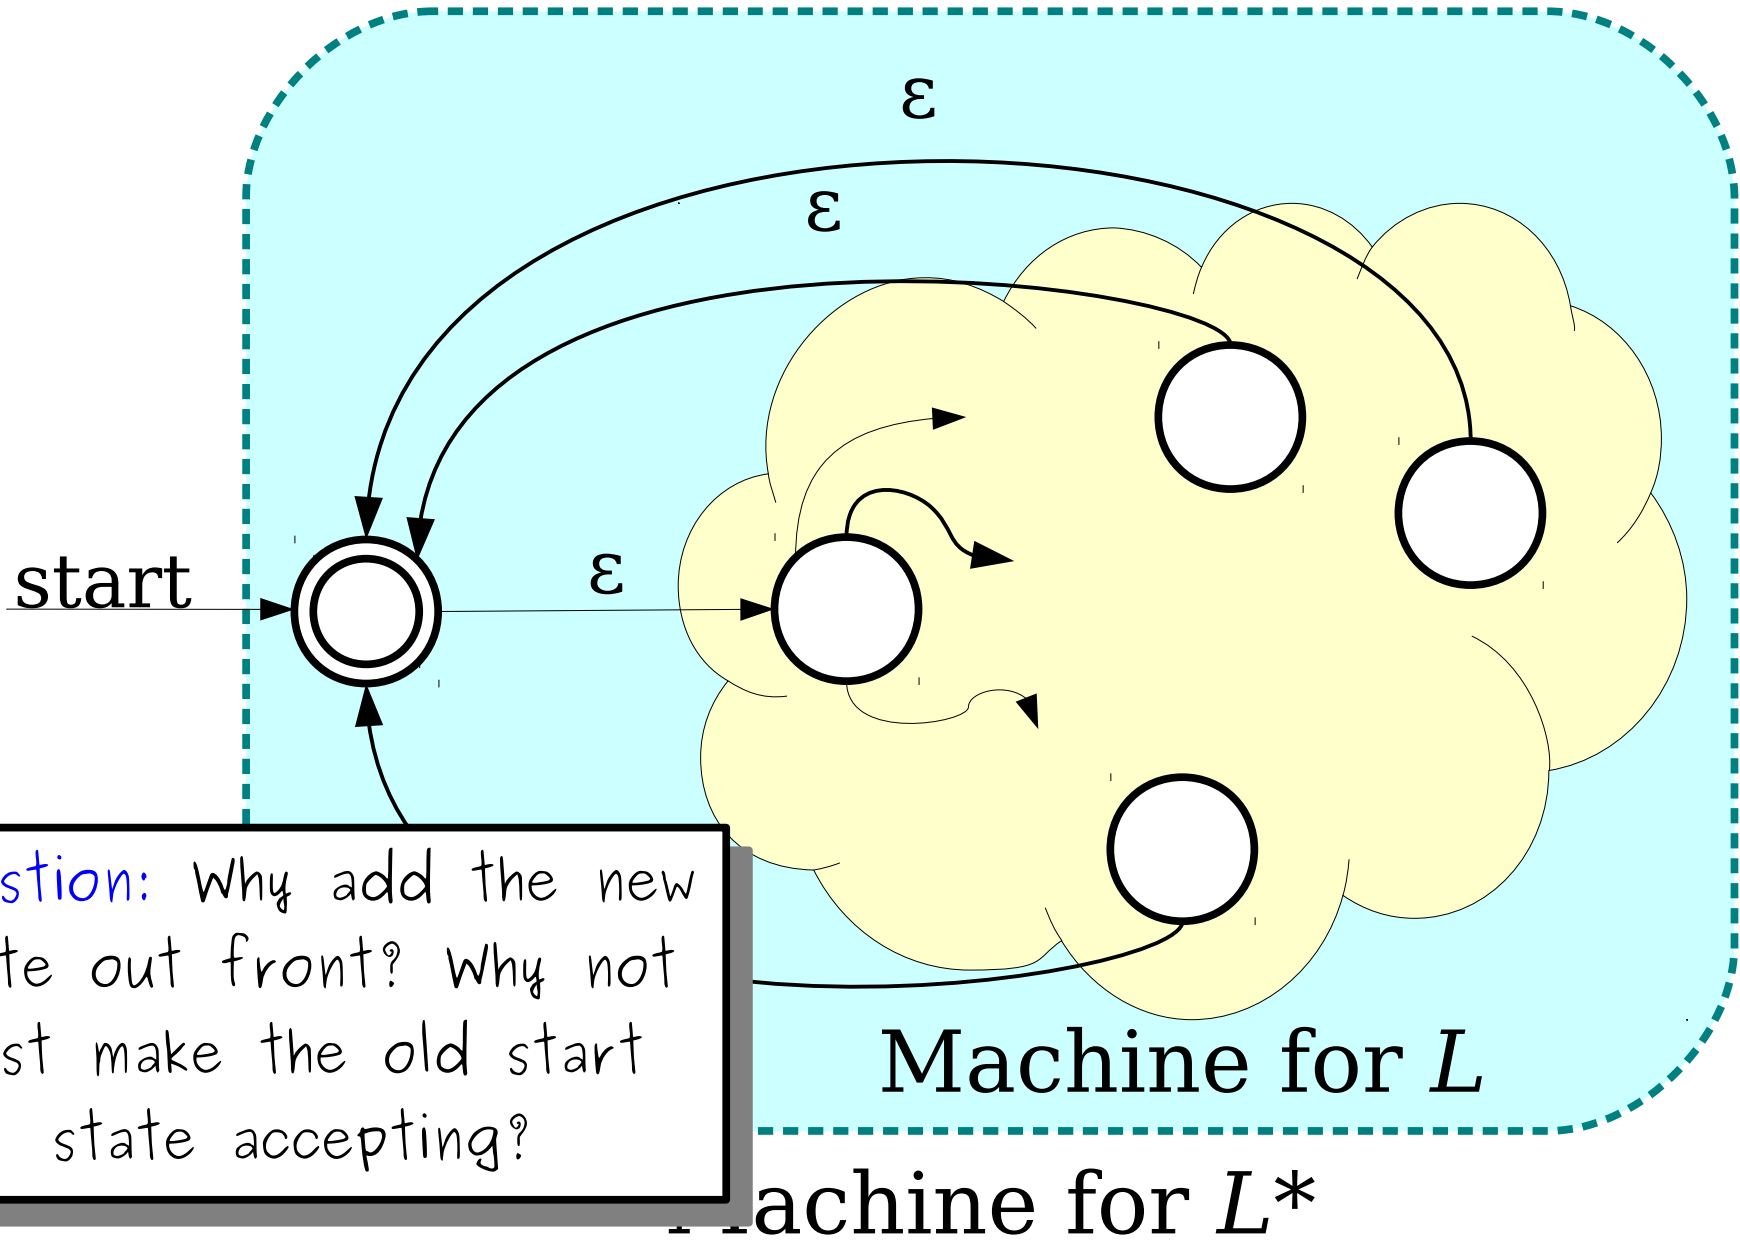 ε
ε
start
ε
stion: Why add the new
te out front? Why not
st make the old start
state accepting?
Machine for L
Machine for L*